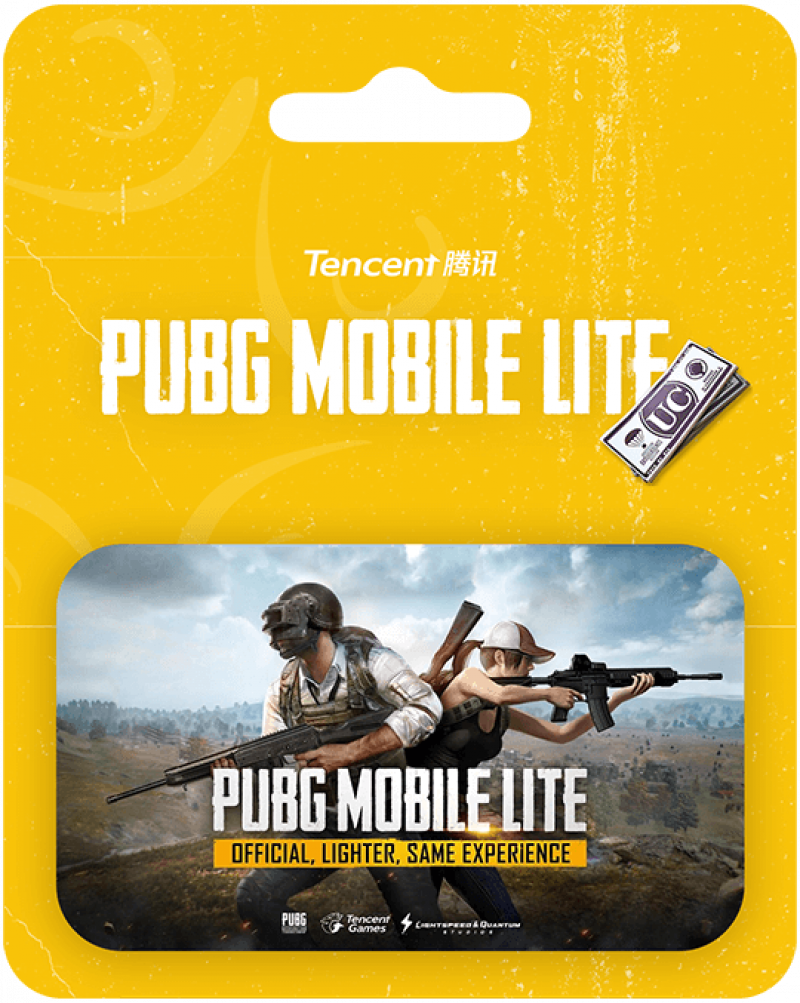 Tencent 腾讯
PUBG MOBILE LITE
UC
PUBG MOBILE LITE
OFFICIAL, LIGHTER, SAME EXPERIENCE
PUBG
Tencent Games
LIGHTSPEED & QUANTUM
STUDIOS